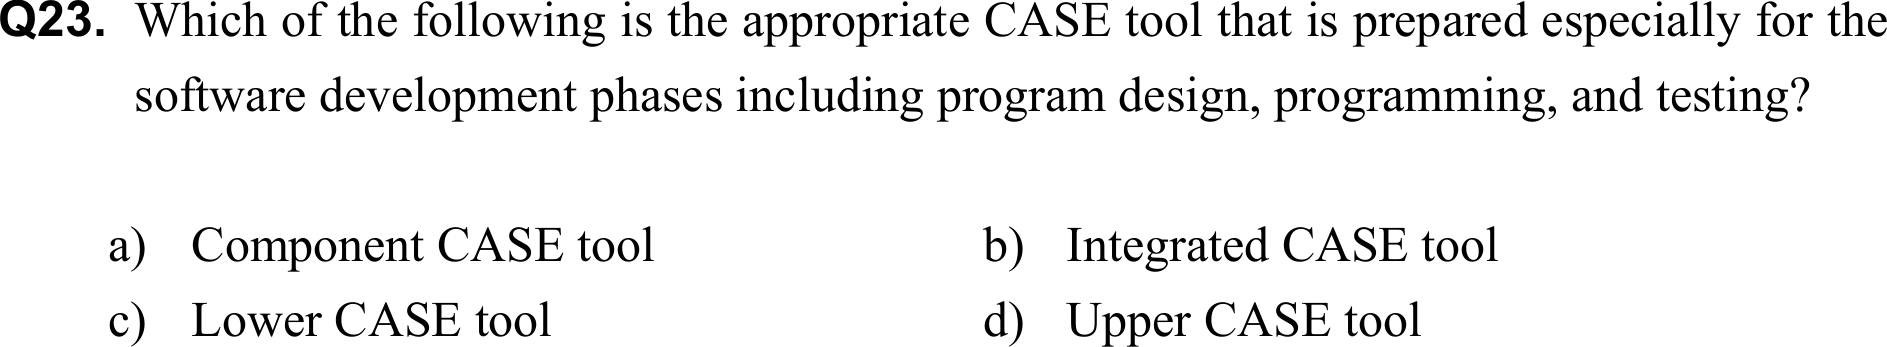 Q23. Which of the following is the appropriate CASE tool that is prepared especially for the
software development phases including program design, programming, and testing?
a) Component CASE tool b) Integrated CASE tool
c) Lower CASE tool d) Upper CASE tool